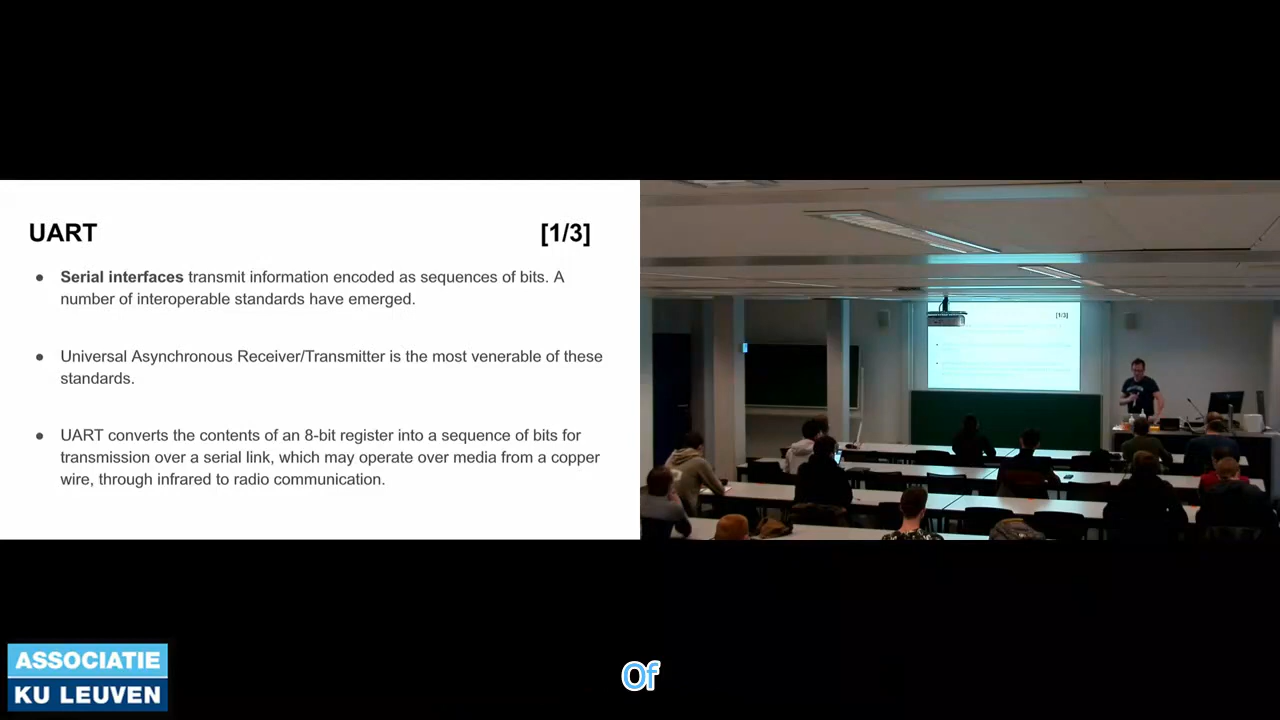 UART [1/3]
● Serial interfaces transmit information encoded as sequences of bits. A
number of interoperable standards have emerged.
● Universal Asynchronous Receiver/Transmitter is the most venerable of these
standards.
● UART converts the contents of an 8-bit register into a sequence of bits for
transmission over a serial link, which may operate over media from a copper
wire, through infrared to radio communication.
[1/3]
ASSOCIATIE
KU LEUVEN
Of